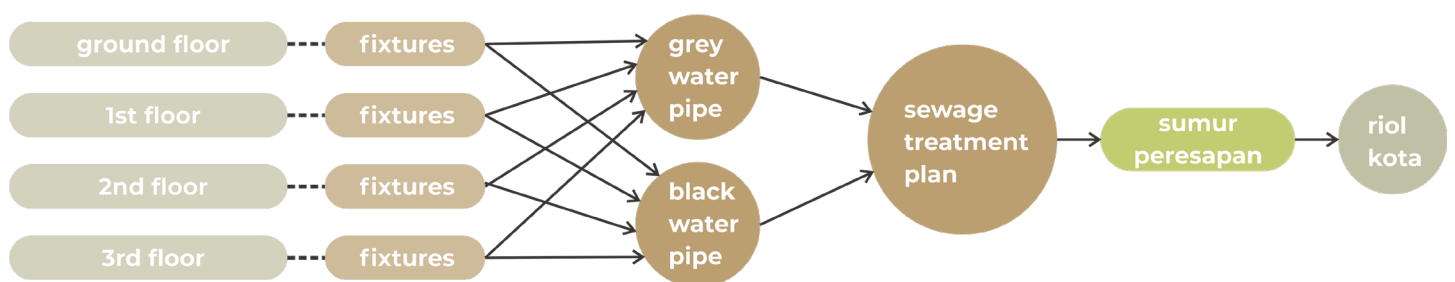 ground floor
fixtures
1st floor
fixtures
2nd floor
fixtures
3rd floor
fixtures
grey
water
pipe
black
water
pipe
sewage
treatment
plan
sumur
peresapan
riol
kota